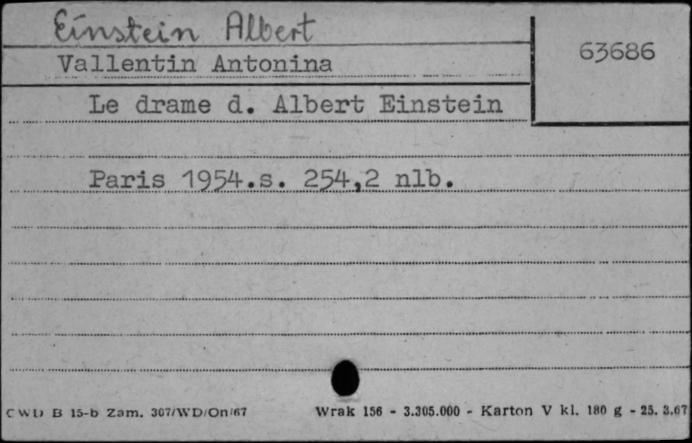 Einstein Albert
63686
Vallentin Antonina
Le drame d. Albert Einstein
Paris 1954.s. 254,2 nlb.
CWD B 15-b Zam. 307/WD/On/67 Wrak 156 - 3.305.000 - Karton V kl. 180 g - 25. 3.67